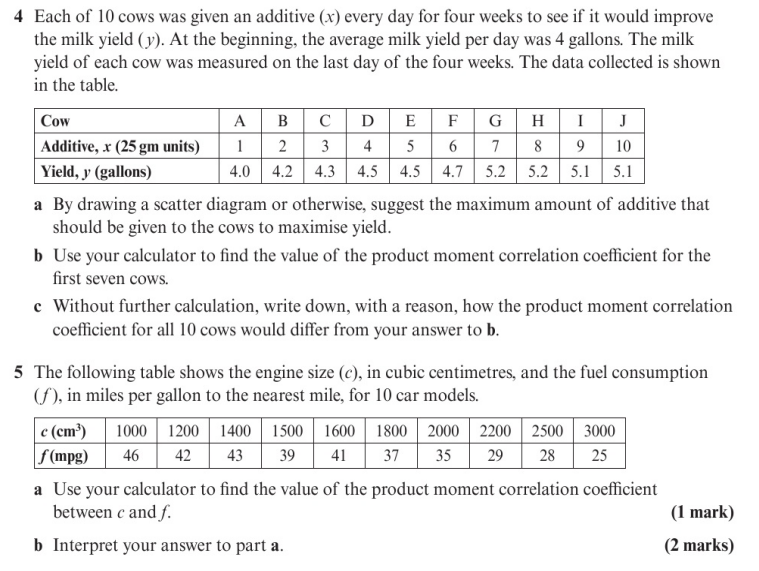 4 Each of 10 cows was given an additive (x) every day for four weeks to see if it would improve
the milk yield (y). At the beginning, the average milk yield per day was 4 gallons. The milk
yield of each cow was measured on the last day of the four weeks. The data collected is shown
in the table.
Cow A B C D E F G H I J
Additive, x (25 gm units) 1 2 3 4 5 6 7 8 9 10
Yield, y (gallons) 4.0 4.2 4.3 4.5 4.5 4.7 5.2 5.2 5.1 5.1
a By drawing a scatter diagram or otherwise, suggest the maximum amount of additive that
should be given to the cows to maximise yield.
b Use your calculator to find the value of the product moment correlation coefficient for the
first seven cows.
c Without further calculation, write down, with a reason, how the product moment correlation
coefficient for all 10 cows would differ from your answer to b.
5 The following table shows the engine size (c), in cubic centimetres, and the fuel consumption
(f), in miles per gallon to the nearest mile, for 10 car models.
c (cm³) 1000 1200 1400 1500 1600 1800 2000 2200 2500 3000
f (mpg) 46 42 43 39 41 37 35 29 28 25
a Use your calculator to find the value of the product moment correlation coefficient
between c and f. (1 mark)
b Interpret your answer to part a. (2 marks)